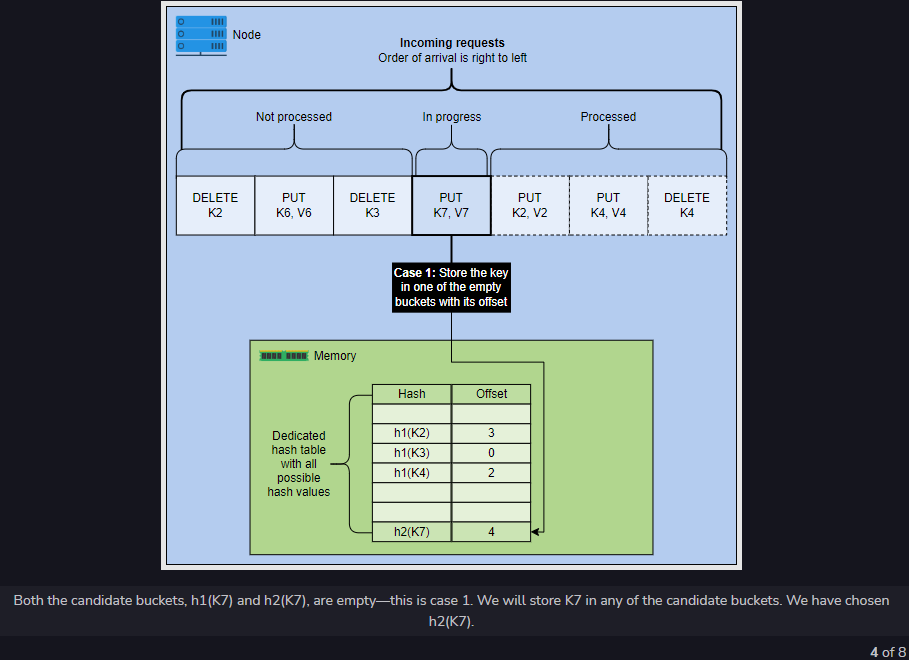 Node
Incoming requests
Order of arrival is right to left
Not processed
In progress
Processed
DELETE
K2
PUT
K6, V6
DELETE
K3
PUT
K7, V7
PUT
K2, V2
PUT
K4, V4
DELETE
K4
Case 1: Store the key
in one of the empty
buckets with its offset
Memory
Dedicated
hash table
with all
possible
hash values
Hash Offset
h1(K2) 3
h1(K3) 0
h1(K4) 2
h2(K7) 4
Both the candidate buckets, h1(K7) and h2(K7), are empty—this is case 1. We will store K7 in any of the candidate buckets. We have chosen
h2(K7).
4 of 8